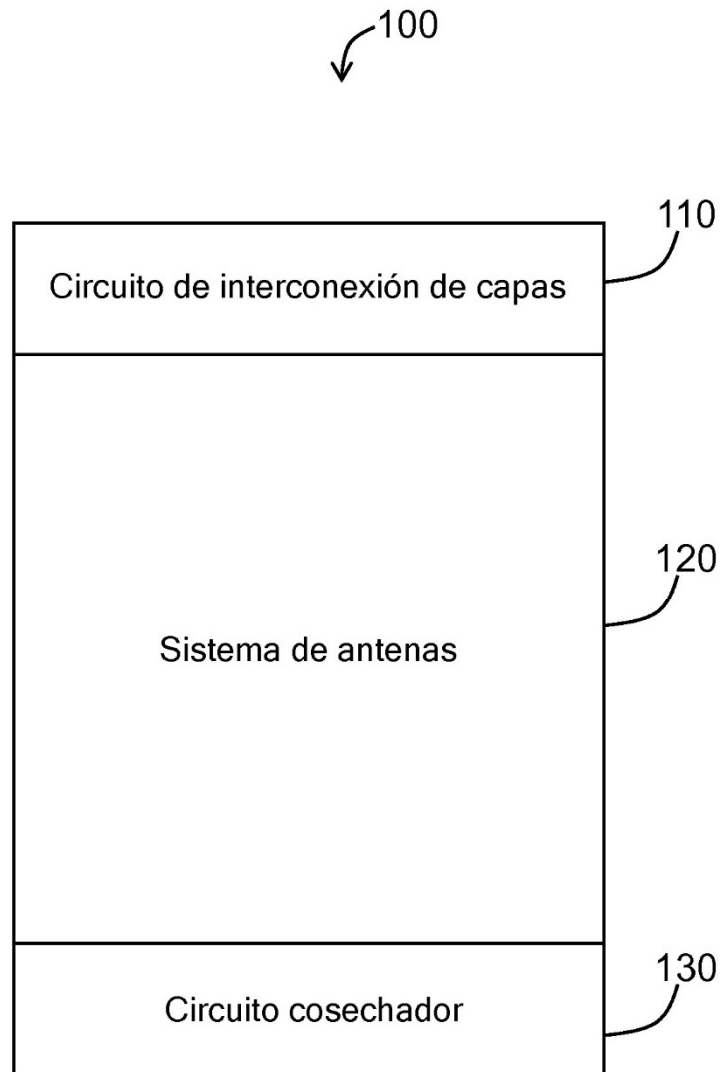 100
110
Circuito de interconexión de capas
120
Sistema de antenas
130
Circuito cosechador